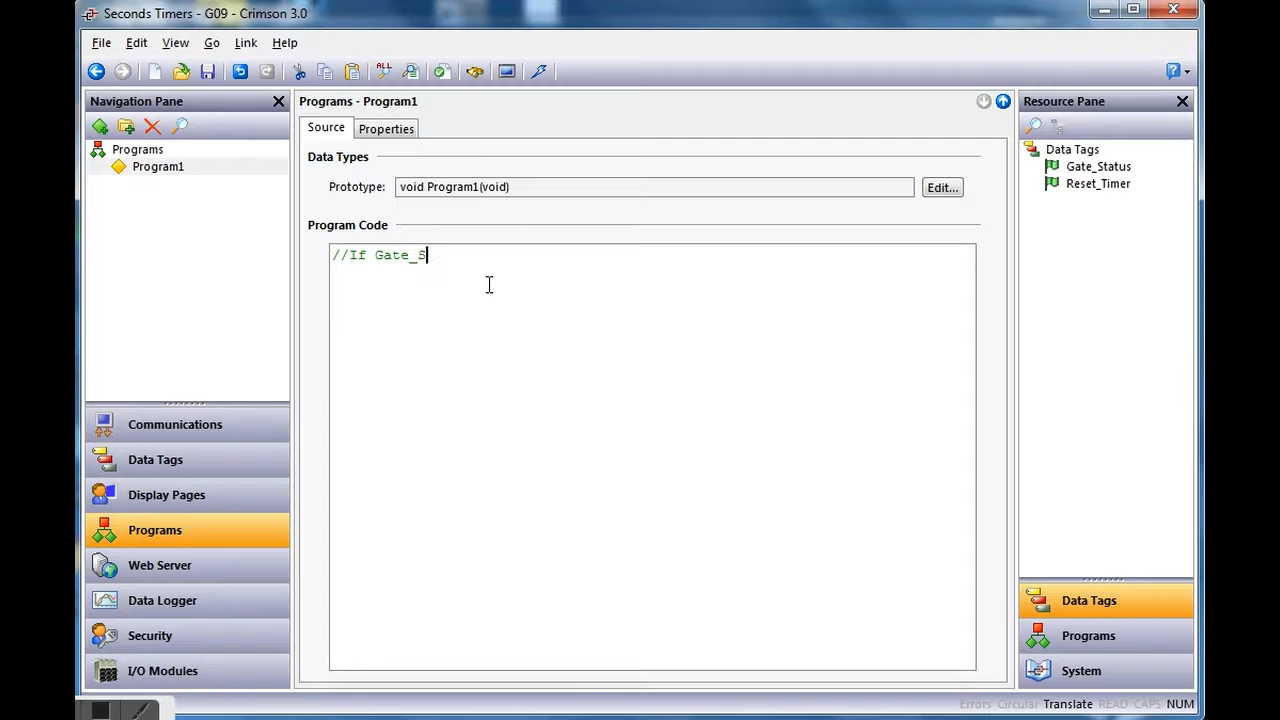 Seconds Timers - G09 - Crimson 3.0
File Edit View Go Link Help
ALL
?
Navigation Pane
Programs
Program1
Communications
Data Tags
Display Pages
Programs
Web Server
Data Logger
Security
I/O Modules
Programs - Program1
Source Properties
Data Types
Prototype: void Program1(void) Edit...
Program Code
//If Gate_S
Resource Pane
Data Tags
Gate_Status
Reset_Timer
Data Tags
Programs
System
Errors Circular Translate READ CAPS NUM